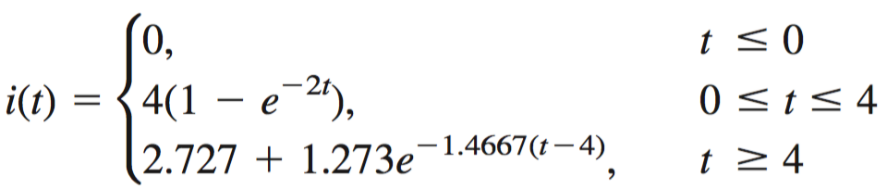 0, t ≤ 0
i(t) = { 4(1 − e^{−2t}), 0 ≤ t ≤ 4
2.727 + 1.273e^{−1.4667(t−4)}, t ≥ 4